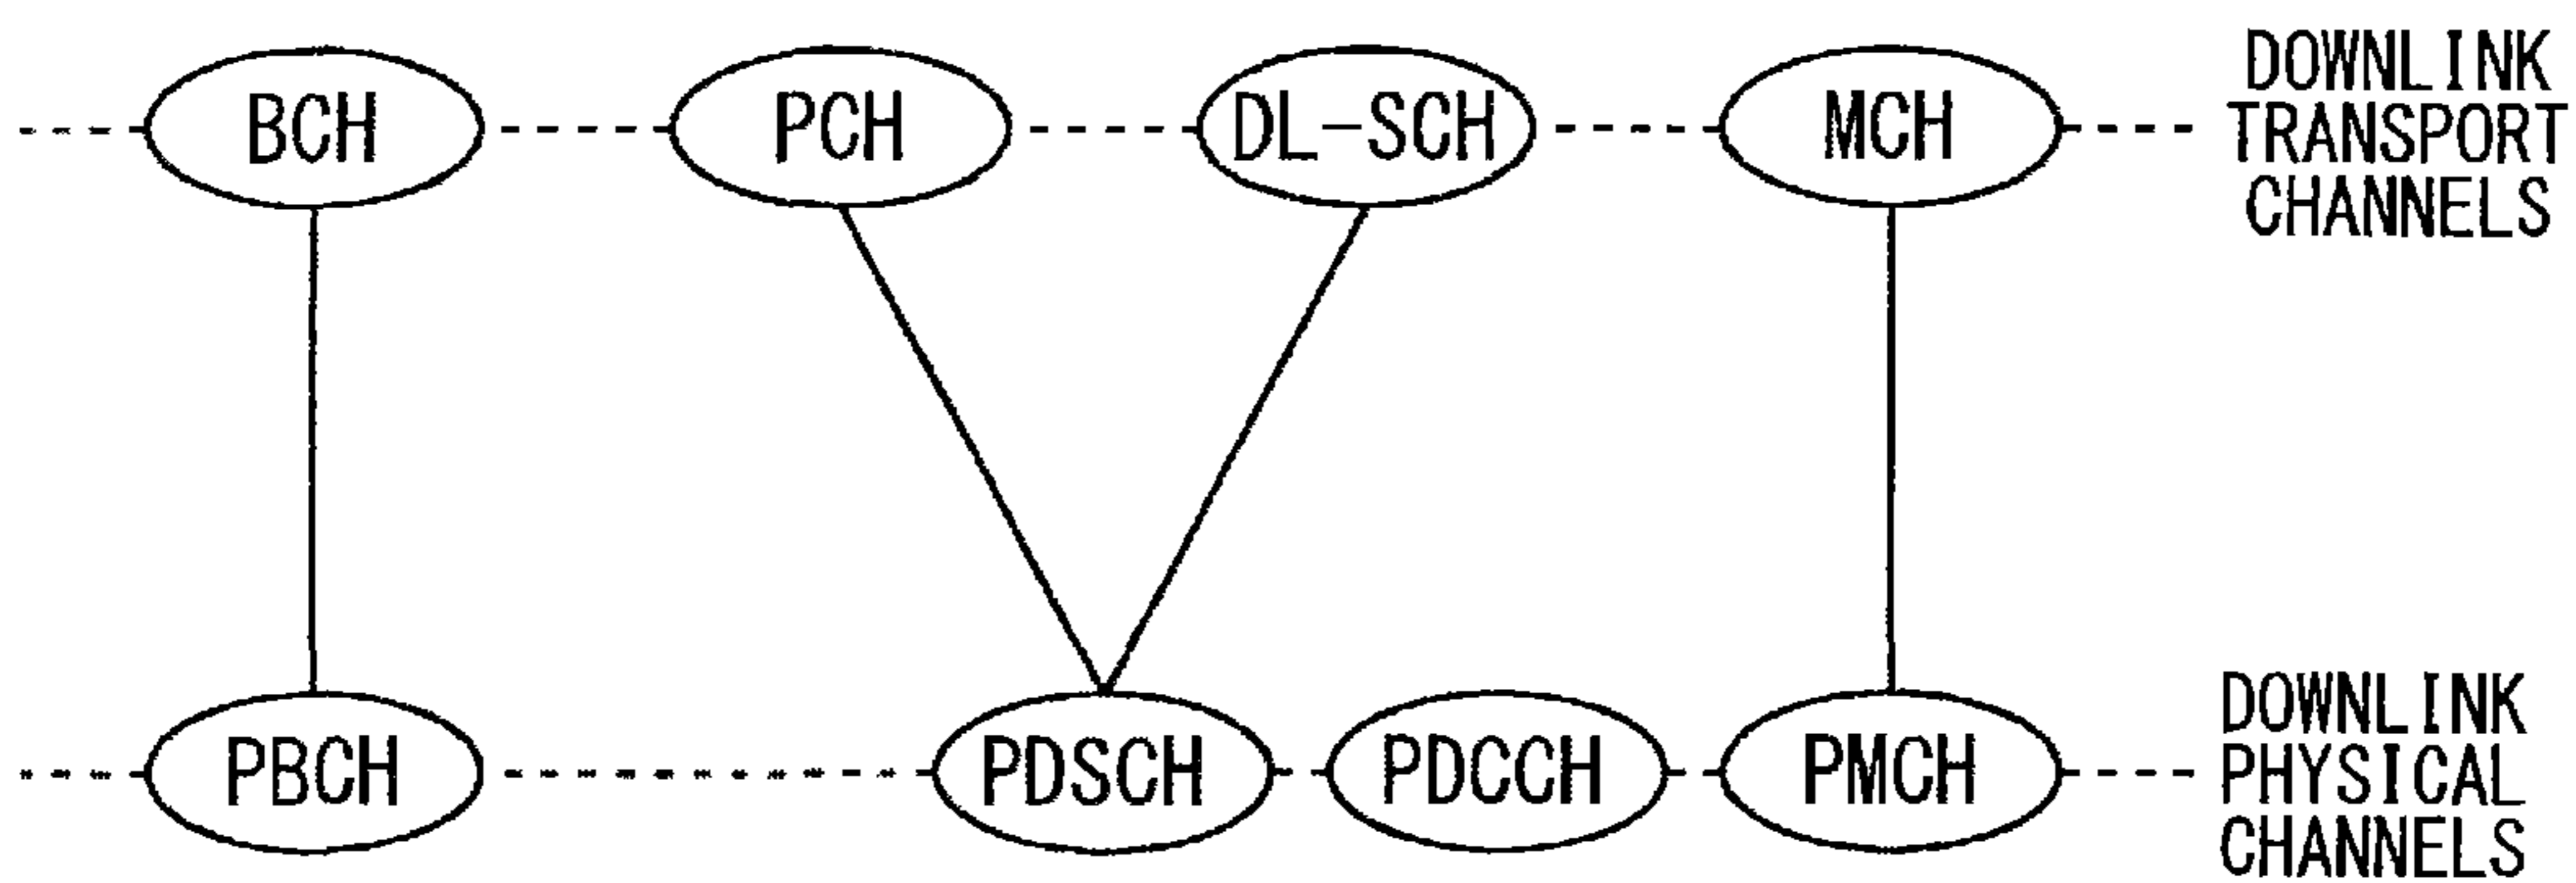 BCH
PCH
DL-SCH
MCH
DOWNLINK
TRANSPORT
CHANNELS
PBCH
PDSCH
PDCCH
PMCH
DOWNLINK
PHYSICAL
CHANNELS